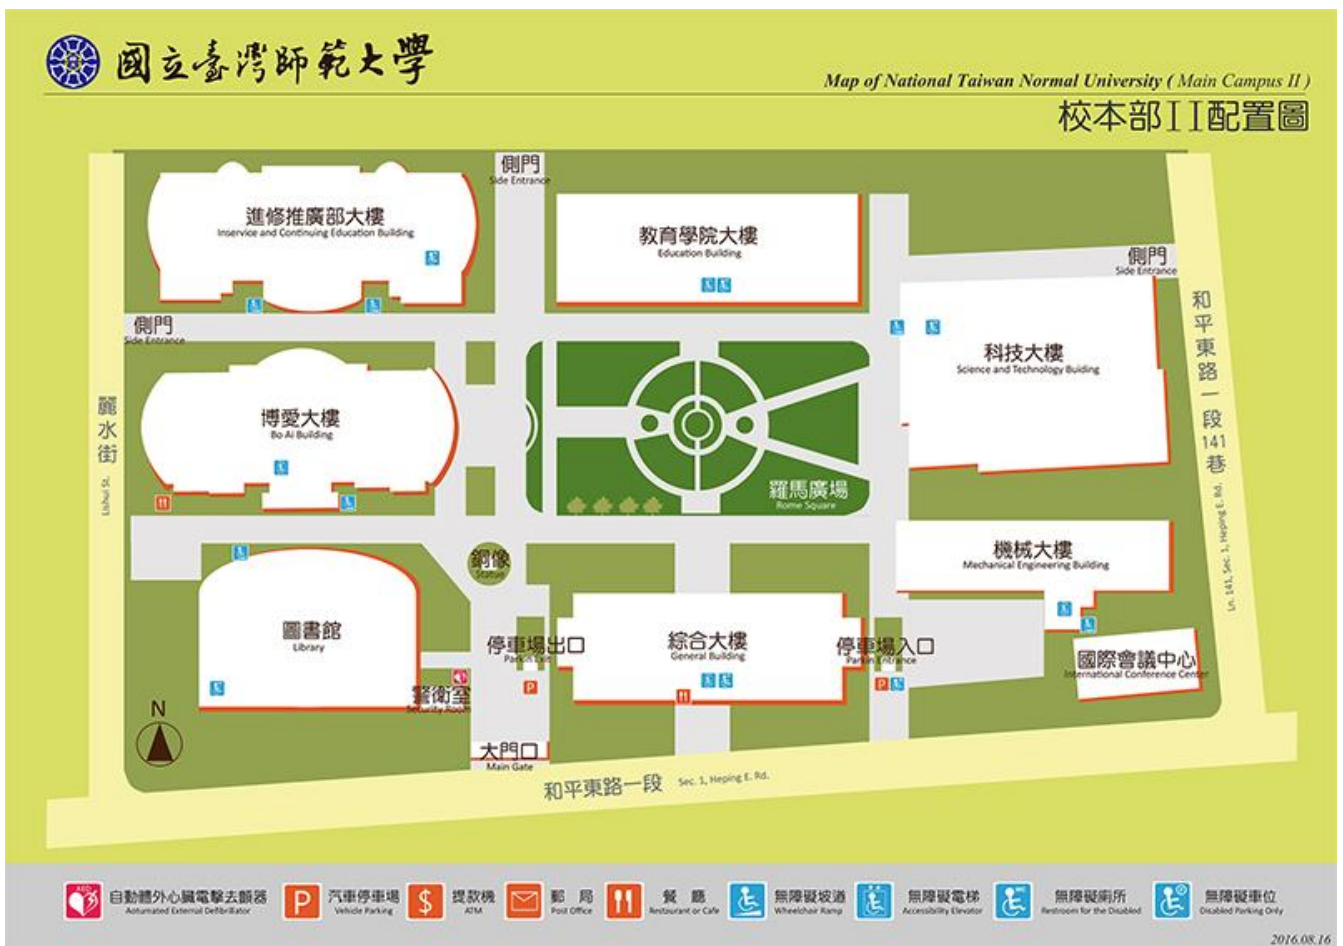 國立臺灣師範大學
Map of National Taiwan Normal University ( Main Campus II )
校本部II配置圖
側門
Side Entrance
進修推廣部大樓
Inservice and Continuing Education Building
教育學院大樓
Education Building
側門
Side Entrance
側門
Side Entrance
科技大樓
Science and Technology Buiding
和平東路一段141巷
Ln. 141, Sec. 1, Heping E. Rd.
麗水街
Lishui St.
博愛大樓
Bo Ai Building
羅馬廣場
Rome Square
銅像
Statue
機械大樓
Mechanical Engineering Building
圖書館
Library
停車場出口
Parkin Exit
綜合大樓
General Building
停車場入口
Parkin Entrance
國際會議中心
International Conference Center
警衛室
Security Room
N
P
P
大門口
Main Gate
和平東路一段 Sec. 1, Heping E. Rd.
AED
自動體外心臟電擊去顫器
Aotumated External Defibrillator
P
汽車停車場
Vehicle Parking
$
提款機
ATM
郵 局
Post Office
餐 廳
Restaurant or Cafe
無障礙坡道
Wheelchair Ramp
無障礙電梯
Accessibility Elevator
無障礙廁所
Restroom for the Disabled
無障礙車位
Disabled Parking Only
2016.08.16